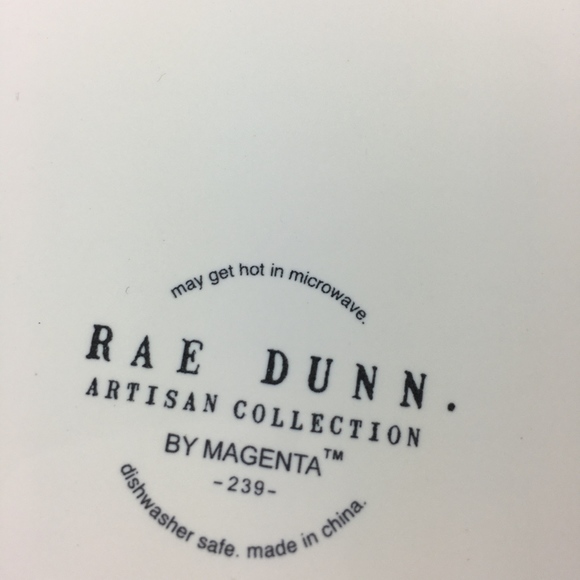 may get hot in microwave.
RAE DUNN.
ARTISAN COLLECTION
BY MAGENTA™
-239-
dishwasher safe. made in china.